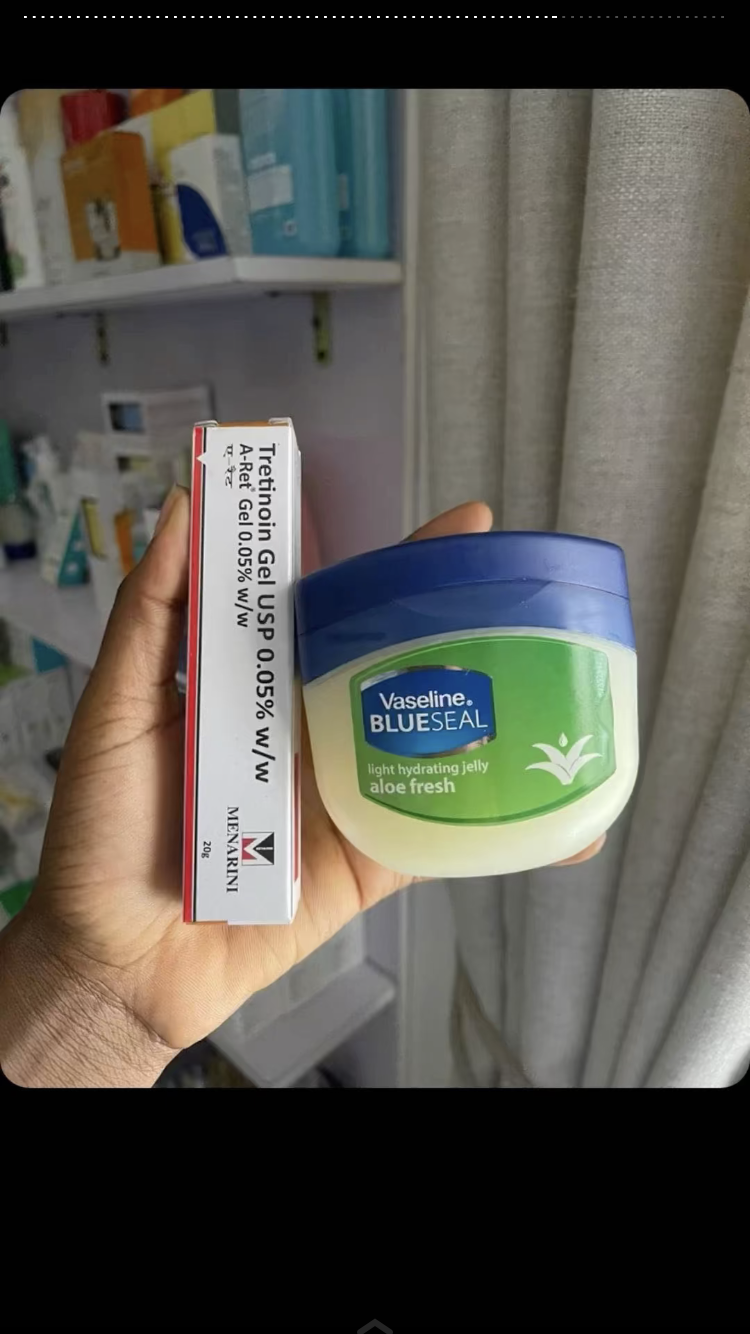 Tretinoin Gel USP 0.05% w/w
A-Ret® Gel 0.05% w/w
ए-रेट
MENARINI
20g
Vaseline®
BLUESEAL
light hydrating jelly
aloe fresh